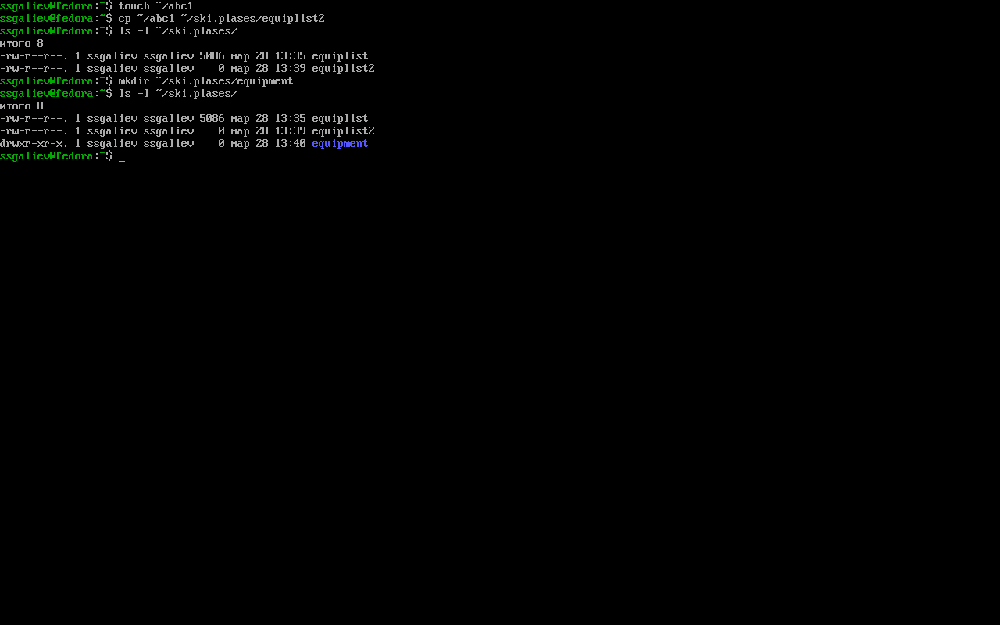 ssgaliev@fedora:~$ touch ~/abc1
ssgaliev@fedora:~$ cp ~/abc1 ~/ski.plases/equiplist2
ssgaliev@fedora:~$ ls -l ~/ski.plases/
итого 8
-rw-r--r--. 1 ssgaliev ssgaliev 5086 мар 28 13:35 equiplist
-rw-r--r--. 1 ssgaliev ssgaliev    0 мар 28 13:39 equiplist2
ssgaliev@fedora:~$ mkdir ~/ski.plases/equipment
ssgaliev@fedora:~$ ls -l ~/ski.plases/
итого 8
-rw-r--r--. 1 ssgaliev ssgaliev 5086 мар 28 13:35 equiplist
-rw-r--r--. 1 ssgaliev ssgaliev    0 мар 28 13:39 equiplist2
drwxr-xr-x. 1 ssgaliev ssgaliev    0 мар 28 13:40 equipment
ssgaliev@fedora:~$ _